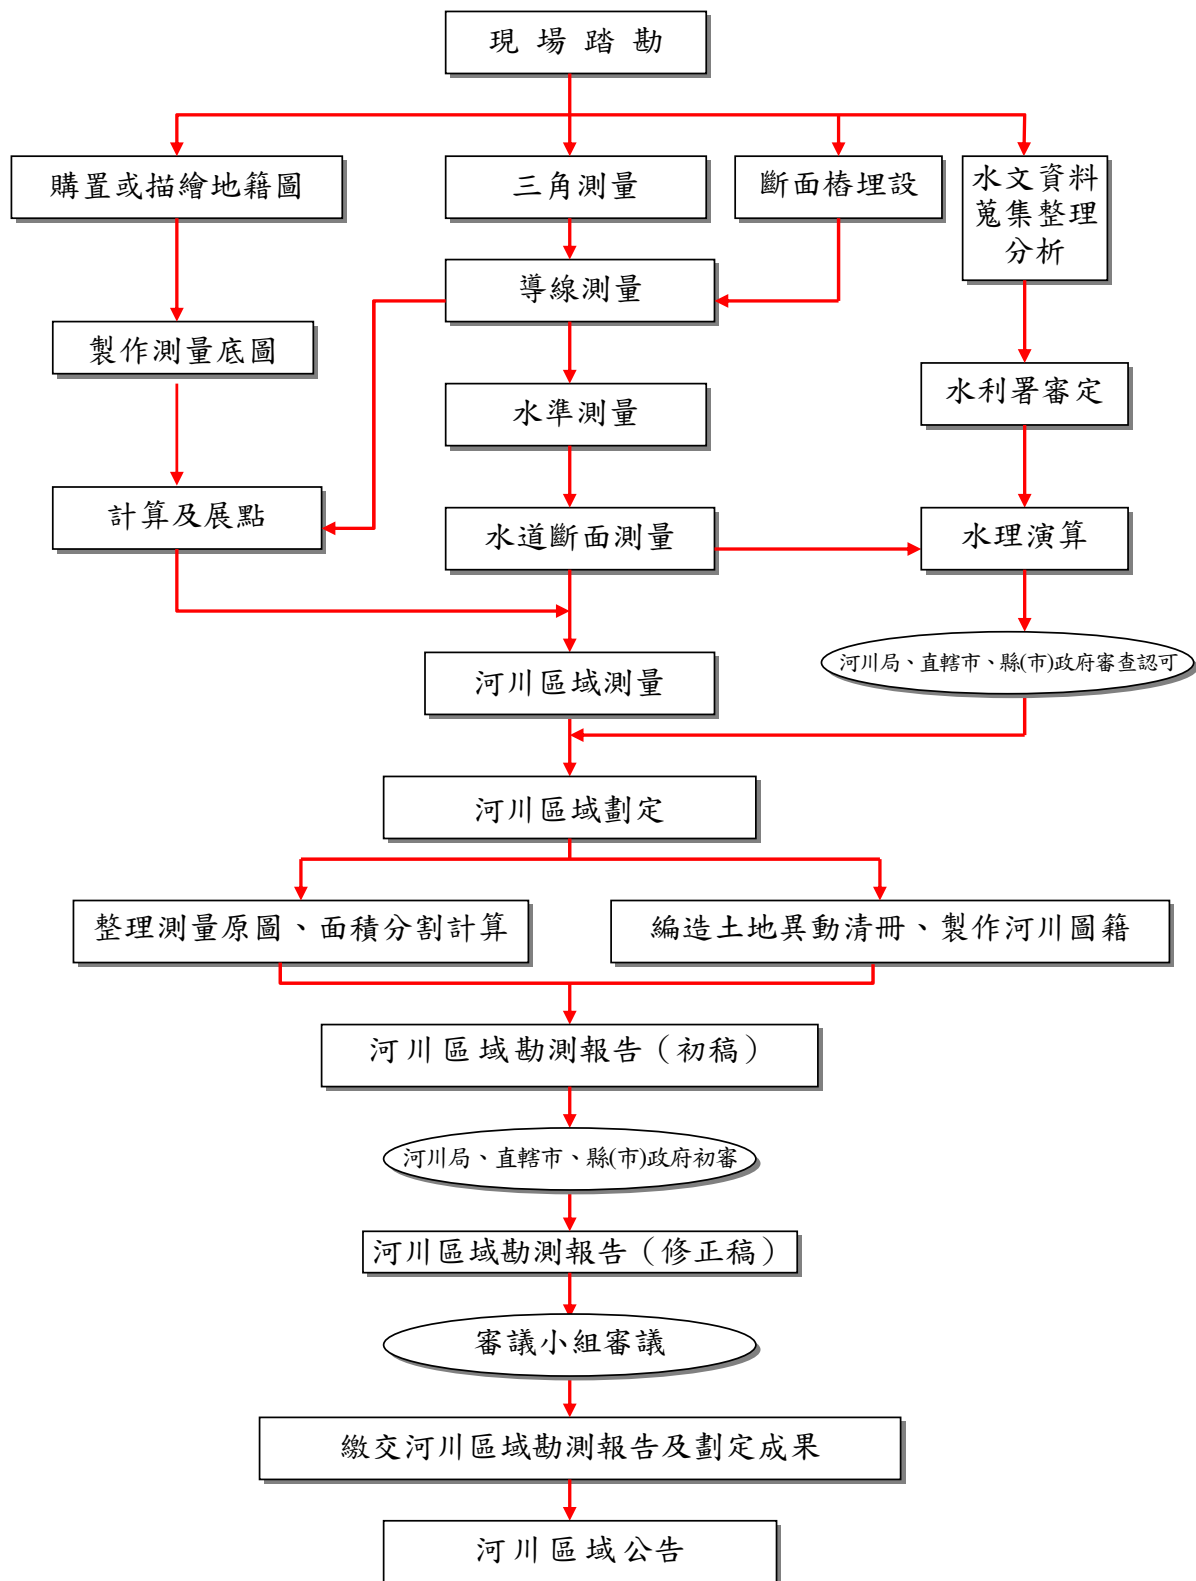 現場踏勘
購置或描繪地籍圖
三角測量
斷面樁埋設
水文資料
蒐集整理
分析
導線測量
製作測量底圖
水準測量
水利署審定
計算及展點
水道斷面測量
水理演算
河川區域測量
河川局、直轄市、縣(市)政府審查認可
河川區域劃定
整理測量原圖、面積分割計算
編造土地異動清冊、製作河川圖籍
河川區域勘測報告（初稿）
河川局、直轄市、縣(市)政府初審
河川區域勘測報告（修正稿）
審議小組審議
繳交河川區域勘測報告及劃定成果
河川區域公告